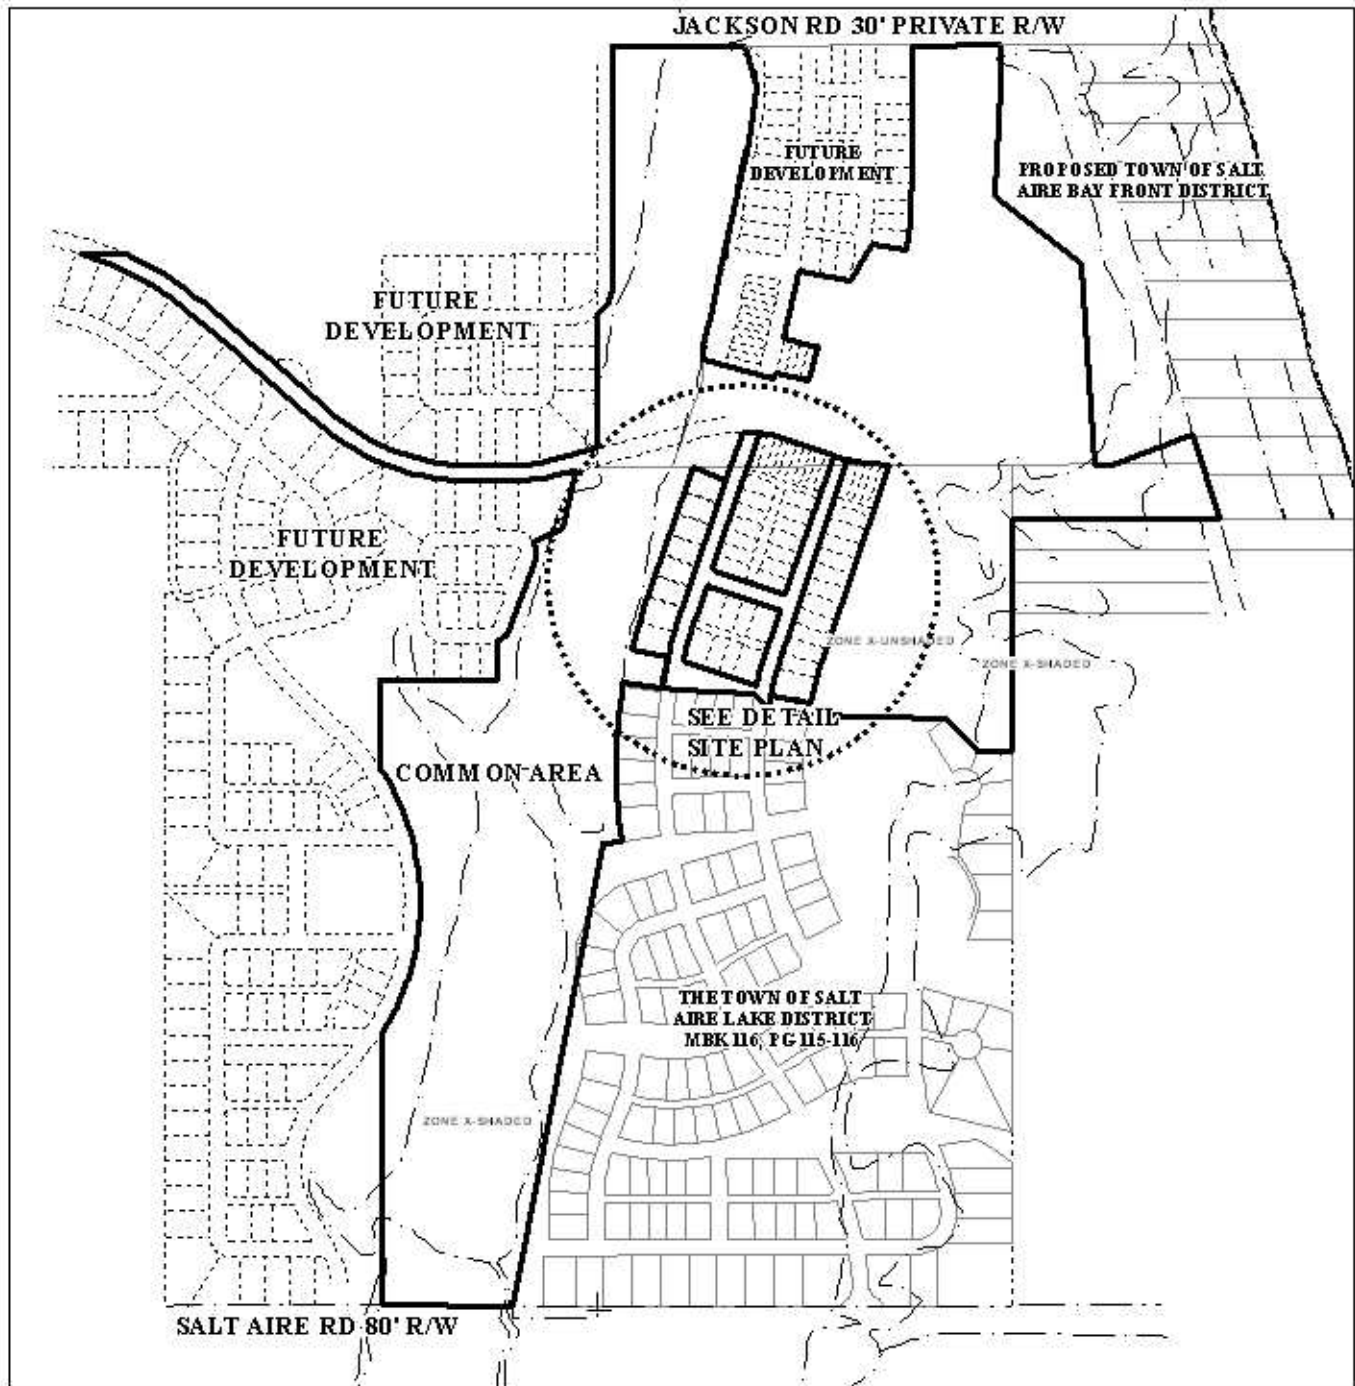 JACKSON RD 30' PRIVATE R/W
FUTURE
DEVELOPMENT
PROPOSED TOWN OF SALT
AIRE BAY FRONT DISTRICT
FUTURE
DEVELOPMENT
FUTURE
DEVELOPMENT
ZONE X-UNSHADED
ZONE X-SHADED
SEE DETAIL
SITE PLAN
COMMON AREA
THE TOWN OF SALT
AIRE LAKE DISTRICT
MBK 116, PG 115-116
ZONE X-SHADED
SALT AIRE RD 80' R/W